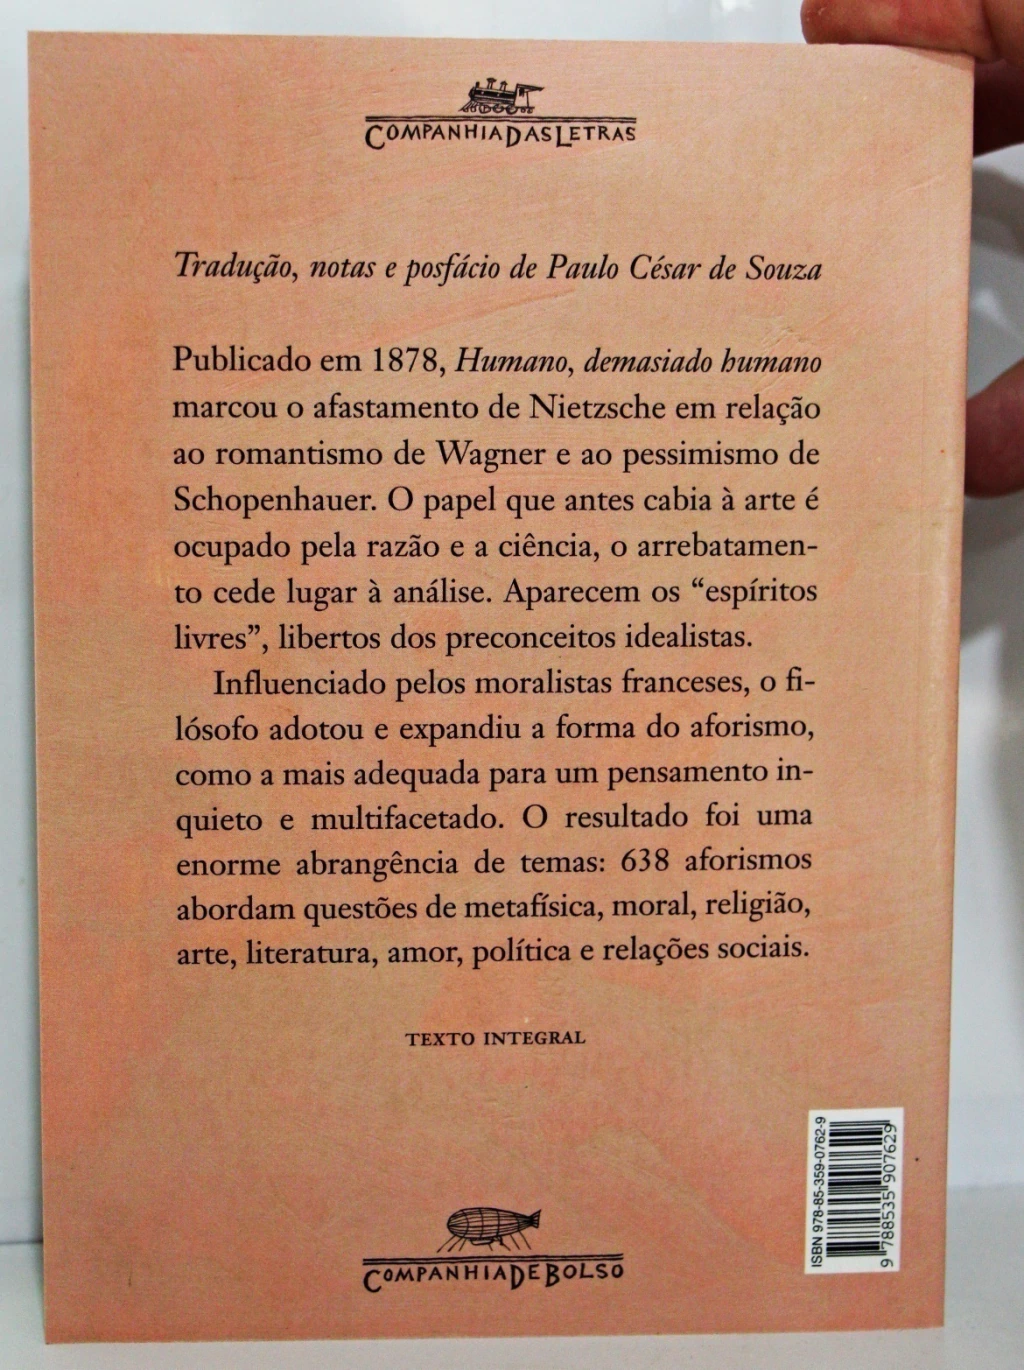 COMPANHIA DAS LETRAS
Tradução, notas e posfácio de Paulo César de Souza
Publicado em 1878, Humano, demasiado humano
marcou o afastamento de Nietzsche em relação
ao romantismo de Wagner e ao pessimismo de
Schopenhauer. O papel que antes cabia à arte é
ocupado pela razão e a ciência, o arrebatamen-
to cede lugar à análise. Aparecem os “espíritos
livres”, libertos dos preconceitos idealistas.
Influenciado pelos moralistas franceses, o fi-
lósofo adotou e expandiu a forma do aforismo,
como a mais adequada para um pensamento in-
quieto e multifacetado. O resultado foi uma
enorme abrangência de temas: 638 aforismos
abordam questões de metafísica, moral, religião,
arte, literatura, amor, política e relações sociais.
TEXTO INTEGRAL
ISBN 978-85-359-0762-9
9 788535 907629
COMPANHIA DE BOLSO